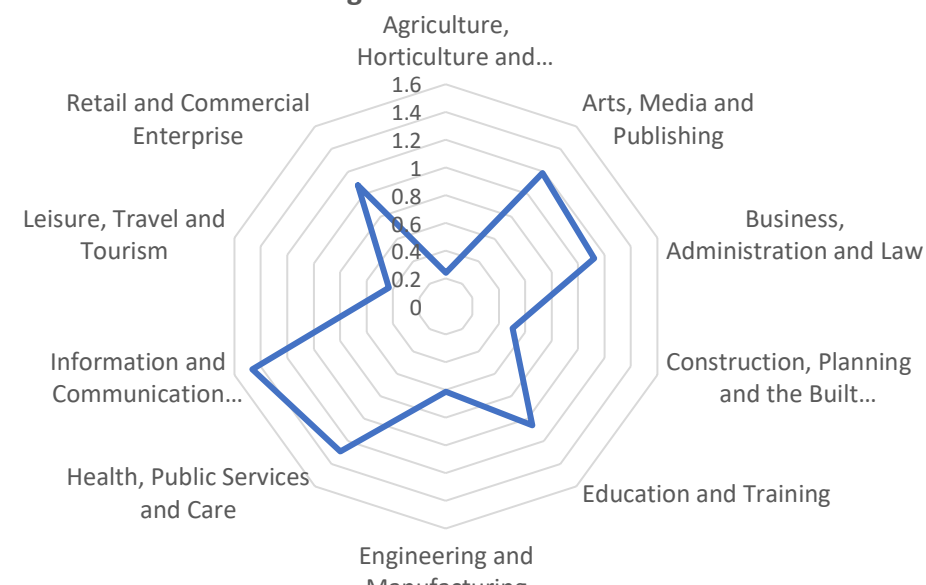 Agriculture,
Horticulture and...
1.6
1.4
1.2
1
0.8
0.6
0.4
0.2
0
Arts, Media and
Publishing
Business,
Administration and Law
Construction, Planning
and the Built...
Education and Training
Engineering and
Manufacturing
Health, Public Services
and Care
Information and
Communication...
Leisure, Travel and
Tourism
Retail and Commercial
Enterprise